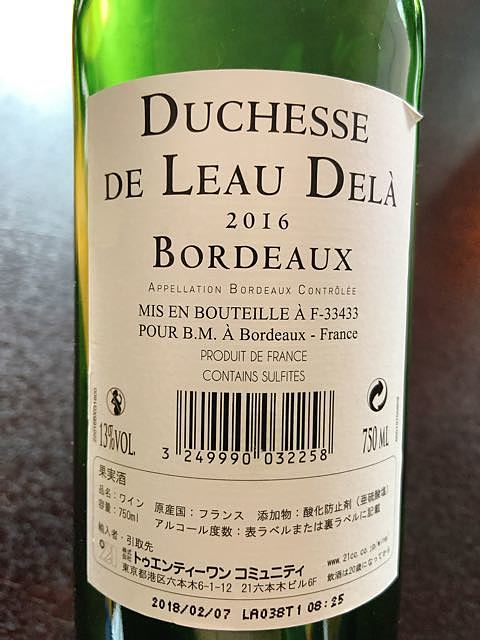 DUCHESSE
DE LEAU DELÀ
2016
BORDEAUX
APPELLATION BORDEAUX CONTRÔLÉE
MIS EN BOUTEILLE À F-33433
POUR B.M. À Bordeaux - France
PRODUIT DE FRANCE
CONTAINS SULFITES
13%VOL.
750 ML
3 249990 032258
果実酒
品名：ワイン 原産国：フランス 添加物：酸化防止剤（亜硫酸塩）
容量：750ml アルコール度数：表ラベルまたは裏ラベルに記載
輸入者・引取先
株式会社 トゥエンティーワン コミュニティ
東京都港区六本木6-1-12 21六本木ビル6F
www.21co.co.jp/wine
飲酒は20歳になってから
2018/02/07 LA038T1 08:25